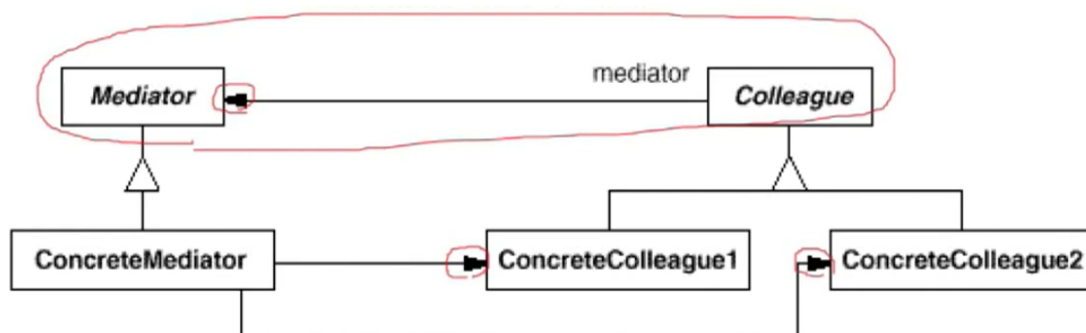 mediator
Mediator
Colleague
ConcreteMediator
ConcreteColleague1
ConcreteColleague2